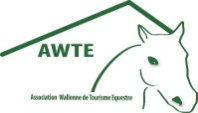 AWTE
Association Wallonne de Tourisme Equestre